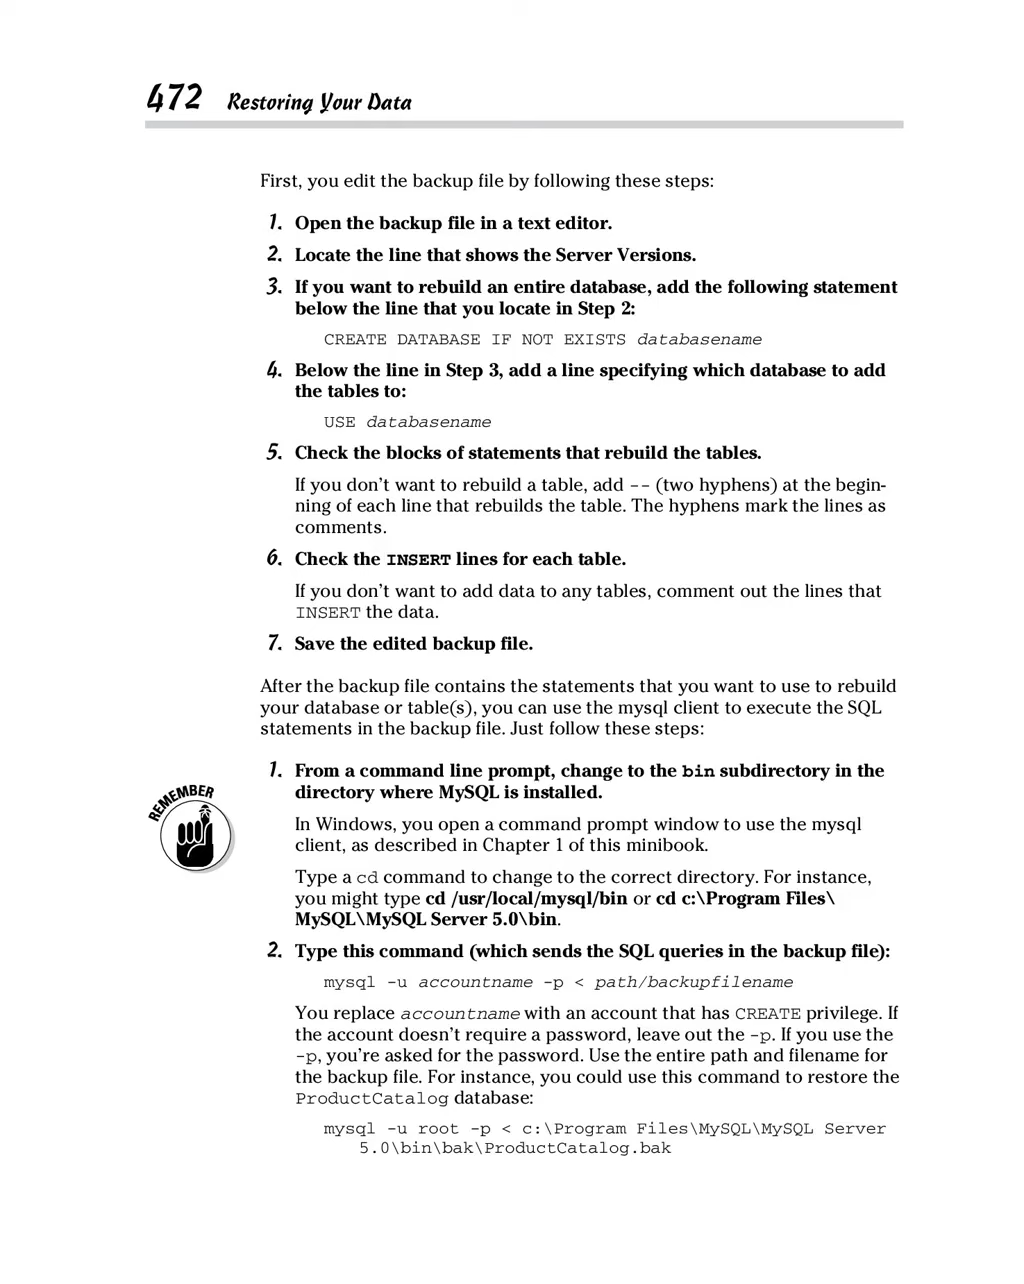 472 Restoring Your Data
First, you edit the backup file by following these steps:
1. Open the backup file in a text editor.
2. Locate the line that shows the Server Versions.
3. If you want to rebuild an entire database, add the following statement
below the line that you locate in Step 2:
CREATE DATABASE IF NOT EXISTS databasename
4. Below the line in Step 3, add a line specifying which database to add
the tables to:
USE databasename
5. Check the blocks of statements that rebuild the tables.
If you don't want to rebuild a table, add -- (two hyphens) at the begin-
ning of each line that rebuilds the table. The hyphens mark the lines as
comments.
6. Check the INSERT lines for each table.
If you don't want to add data to any tables, comment out the lines that
INSERT the data.
7. Save the edited backup file.
After the backup file contains the statements that you want to use to rebuild
your database or table(s), you can use the mysql client to execute the SQL
statements in the backup file. Just follow these steps:
1. From a command line prompt, change to the bin subdirectory in the
directory where MySQL is installed.
REMEMBER
In Windows, you open a command prompt window to use the mysql
client, as described in Chapter 1 of this minibook.
Type a cd command to change to the correct directory. For instance,
you might type cd /usr/local/mysql/bin or cd c:\Program Files\
MySQL\MySQL Server 5.0\bin.
2. Type this command (which sends the SQL queries in the backup file):
mysql -u accountname -p < path/backupfilename
You replace accountname with an account that has CREATE privilege. If
the account doesn't require a password, leave out the -p. If you use the
-p, you're asked for the password. Use the entire path and filename for
the backup file. For instance, you could use this command to restore the
ProductCatalog database:
mysql -u root -p < c:\Program Files\MySQL\MySQL Server
5.0\bin\bak\ProductCatalog.bak